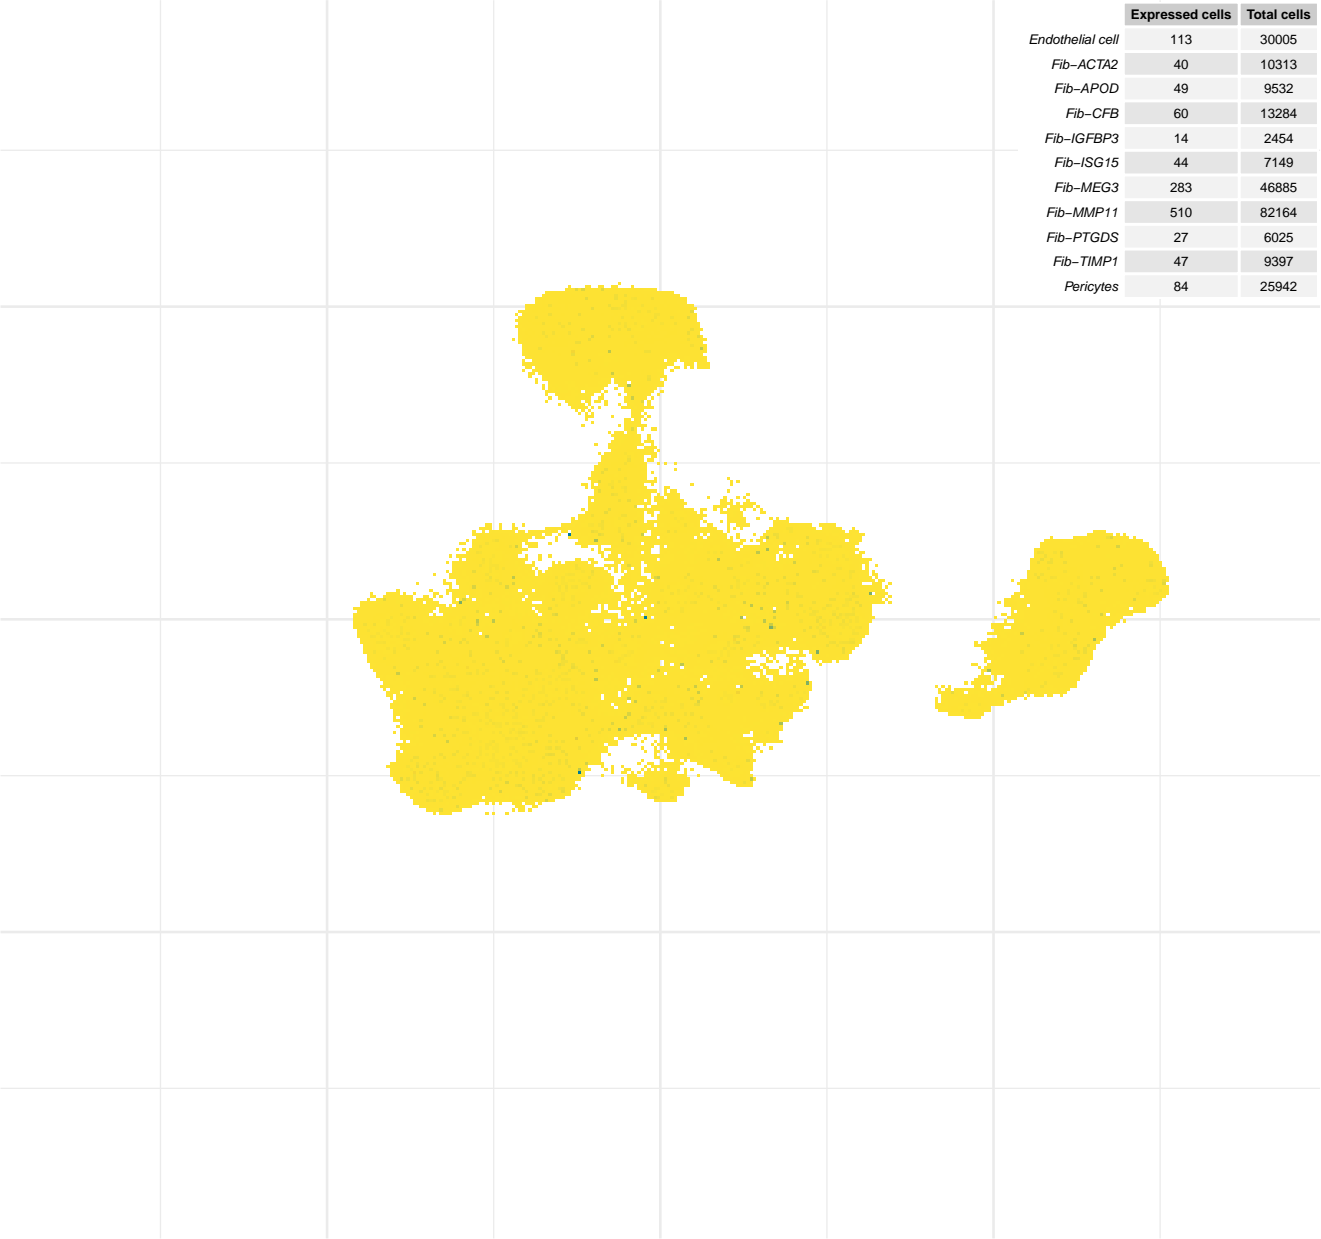 Expressed cells Total cells
Endothelial cell 113 30005
Fib−ACTA2 40 10313
Fib−APOD 49 9532
Fib−CFB 60 13284
Fib−IGFBP3 14 2454
Fib−ISG15 44 7149
Fib−MEG3 283 46885
Fib−MMP11 510 82164
Fib−PTGDS 27 6025
Fib−TIMP1 47 9397
Pericytes 84 25942